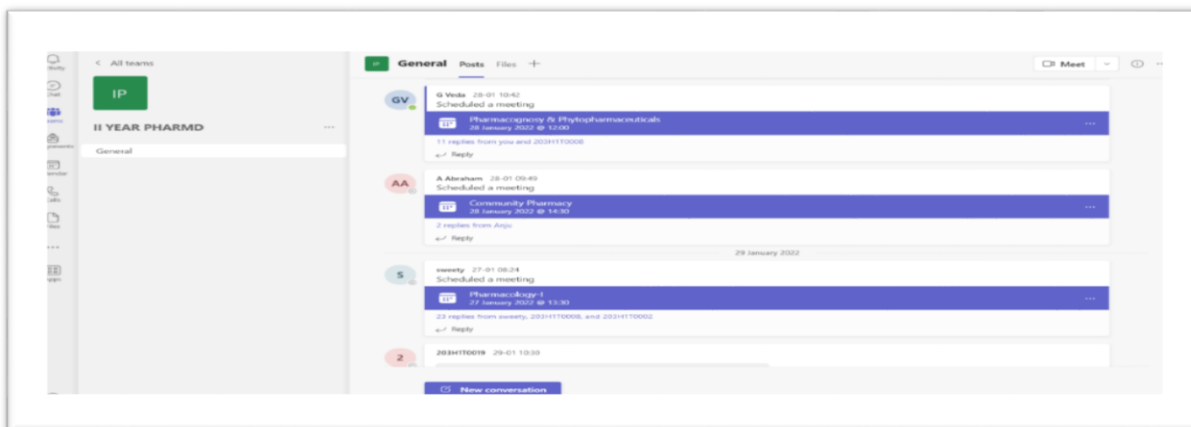 All teams
IP
II YEAR PHARMD
General
IP General Posts Files
Meet
GV
G Veda 28-01 10:42
Scheduled a meeting
Pharmacognosy & Phytopharmaceuticals
28 January 2022 @ 12:00
11 replies from you and 203H1T0008
Reply
AA
A Abraham 28-01 09:49
Scheduled a meeting
Community Pharmacy
28 January 2022 @ 14:30
2 replies from Anju
Reply
29 January 2022
S
sweety 27-01 08:24
Scheduled a meeting
Pharmacology-I
27 January 2022 @ 13:30
23 replies from sweety, 203H1T0008, and 203H1T0002
Reply
2
203H1T0019 29-01 10:39
New conversation